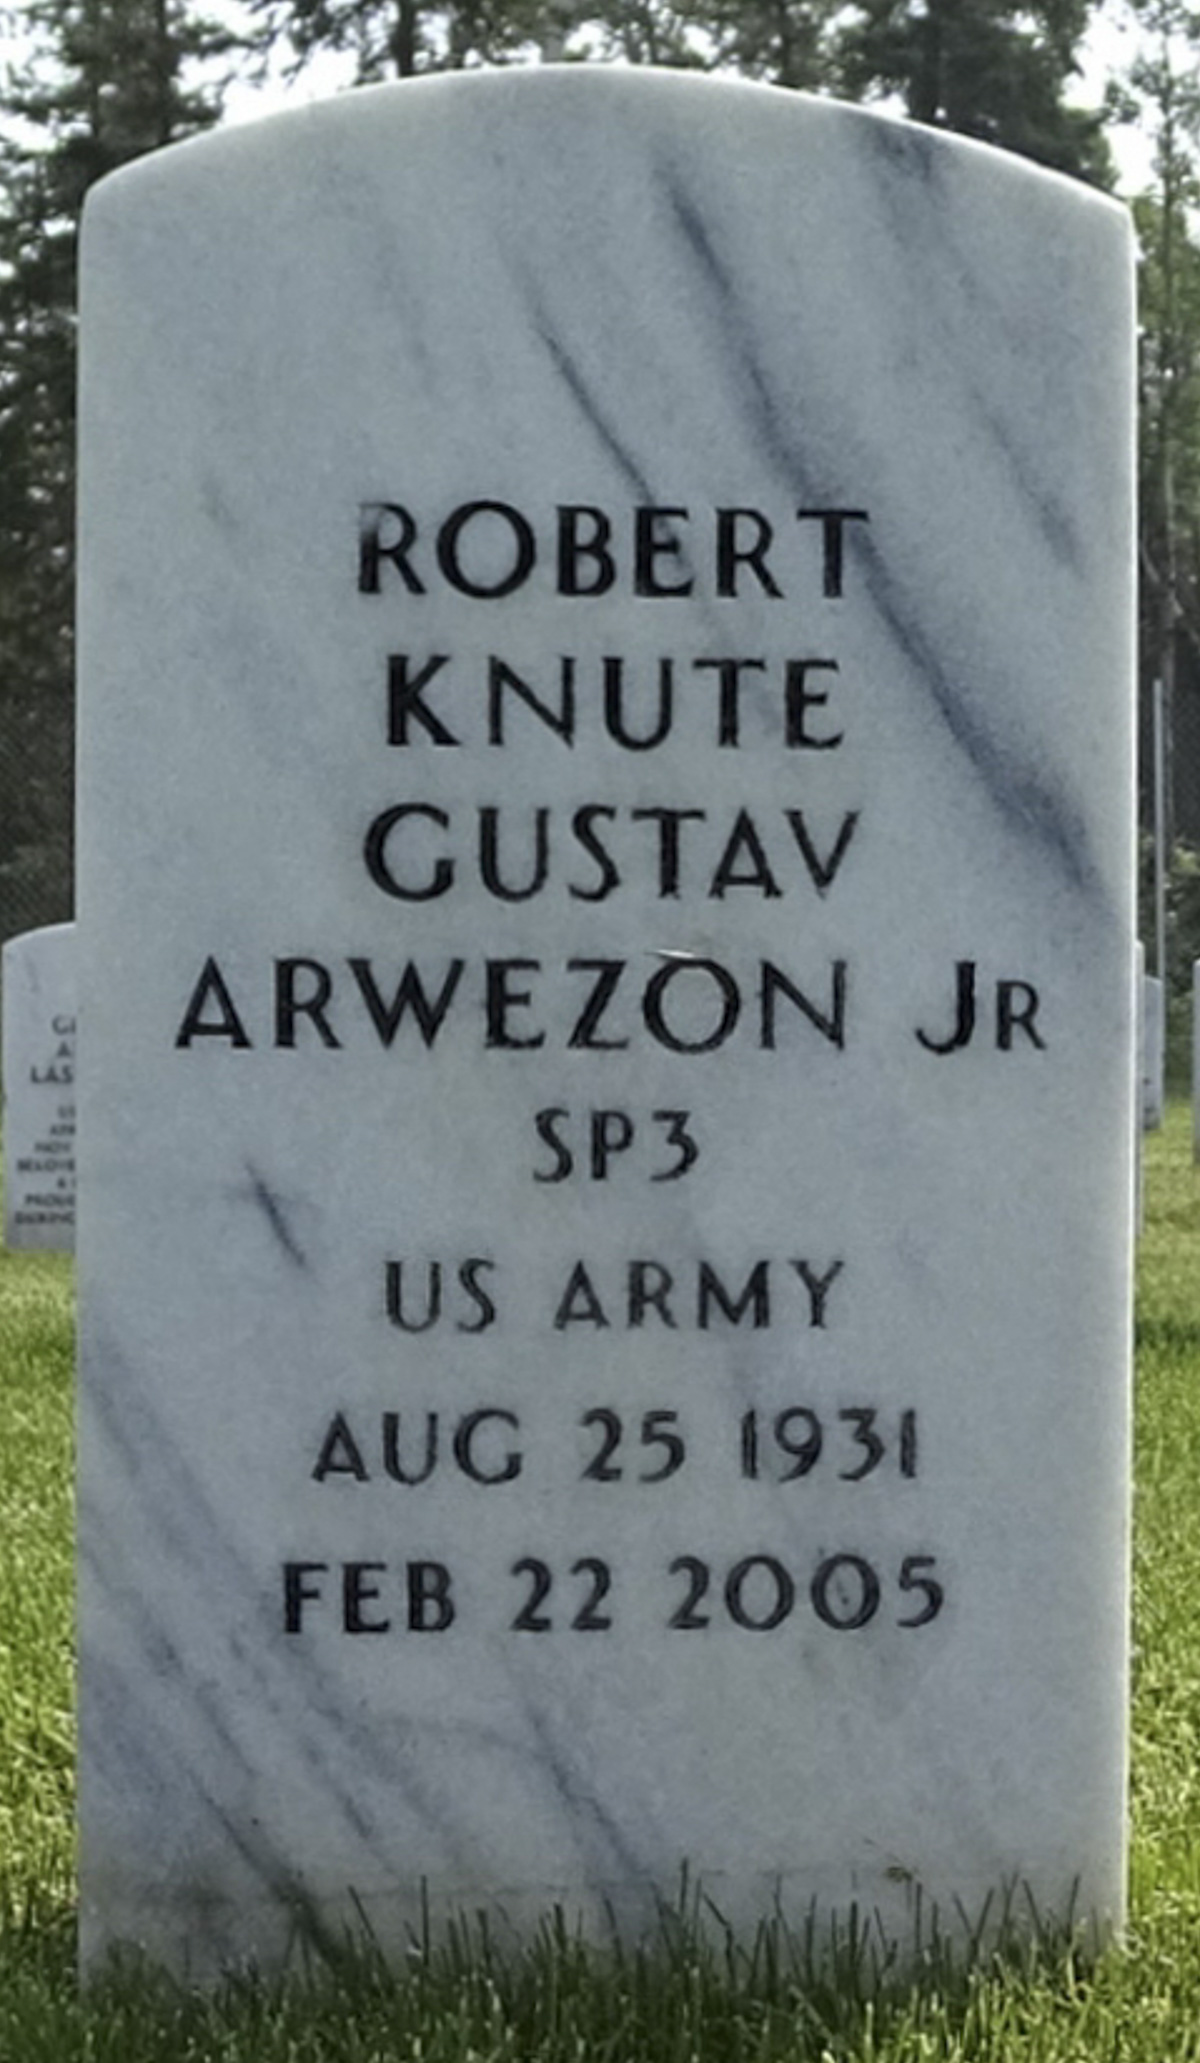 ROBERT
KNUTE
GUSTAV
ARWEZON JR
SP3
US ARMY
AUG 25 1931
FEB 22 2005